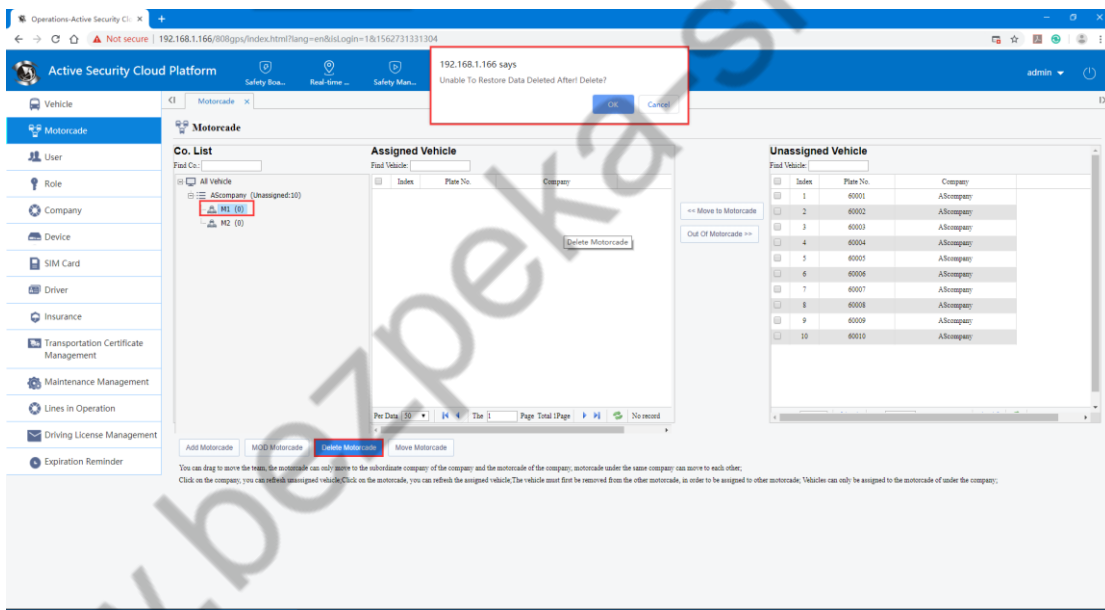 Operations-Active Security Clo × +
Not secure | 192.168.1.166/808gps/index.html?lang=en&isLogin=1&1562731331304
Active Security Cloud Platform
Safety Boa... Real-time ... Safety Man...
admin
192.168.1.166 says
Unable To Restore Data Deleted After! Delete?
OK Cancel
Vehicle
Motorcade
User
Role
Company
Device
SIM Card
Driver
Insurance
Transportation Certificate
Management
Maintenance Management
Lines in Operation
Driving License Management
Expiration Reminder
Motorcade ×
Motorcade
Co. List
Find Co.:
All Vehicle
AScompany (Unassigned:10)
M1 (0)
M2 (0)
Assigned Vehicle
Find Vehicle:
Index Plate No. Company
Delete Motorcade
Per Data 50 The 1 Page Total 1Page No record
<< Move to Motorcade
Out Of Motorcade >>
Unassigned Vehicle
Find Vehicle:
Index Plate No. Company
1 60001 AScompany
2 60002 AScompany
3 60003 AScompany
4 60004 AScompany
5 60005 AScompany
6 60006 AScompany
7 60007 AScompany
8 60008 AScompany
9 60009 AScompany
10 60010 AScompany
Add Motorcade MOD Motorcade Delete Motorcade Move Motorcade
You can drag to move the team, the motorcade can only move to the subordinate company of the company and the motorcade of the company, motorcade under the same company can move to each other;
Click on the company, you can refresh unassigned vehicle;Click on the motorcade, you can refresh the assigned vehicle;The vehicle must first be removed from the other motorcade, in order to be assigned to other motorcade; Vehicles can only be assigned to the motorcade of under the company;
www.bezpeka-s